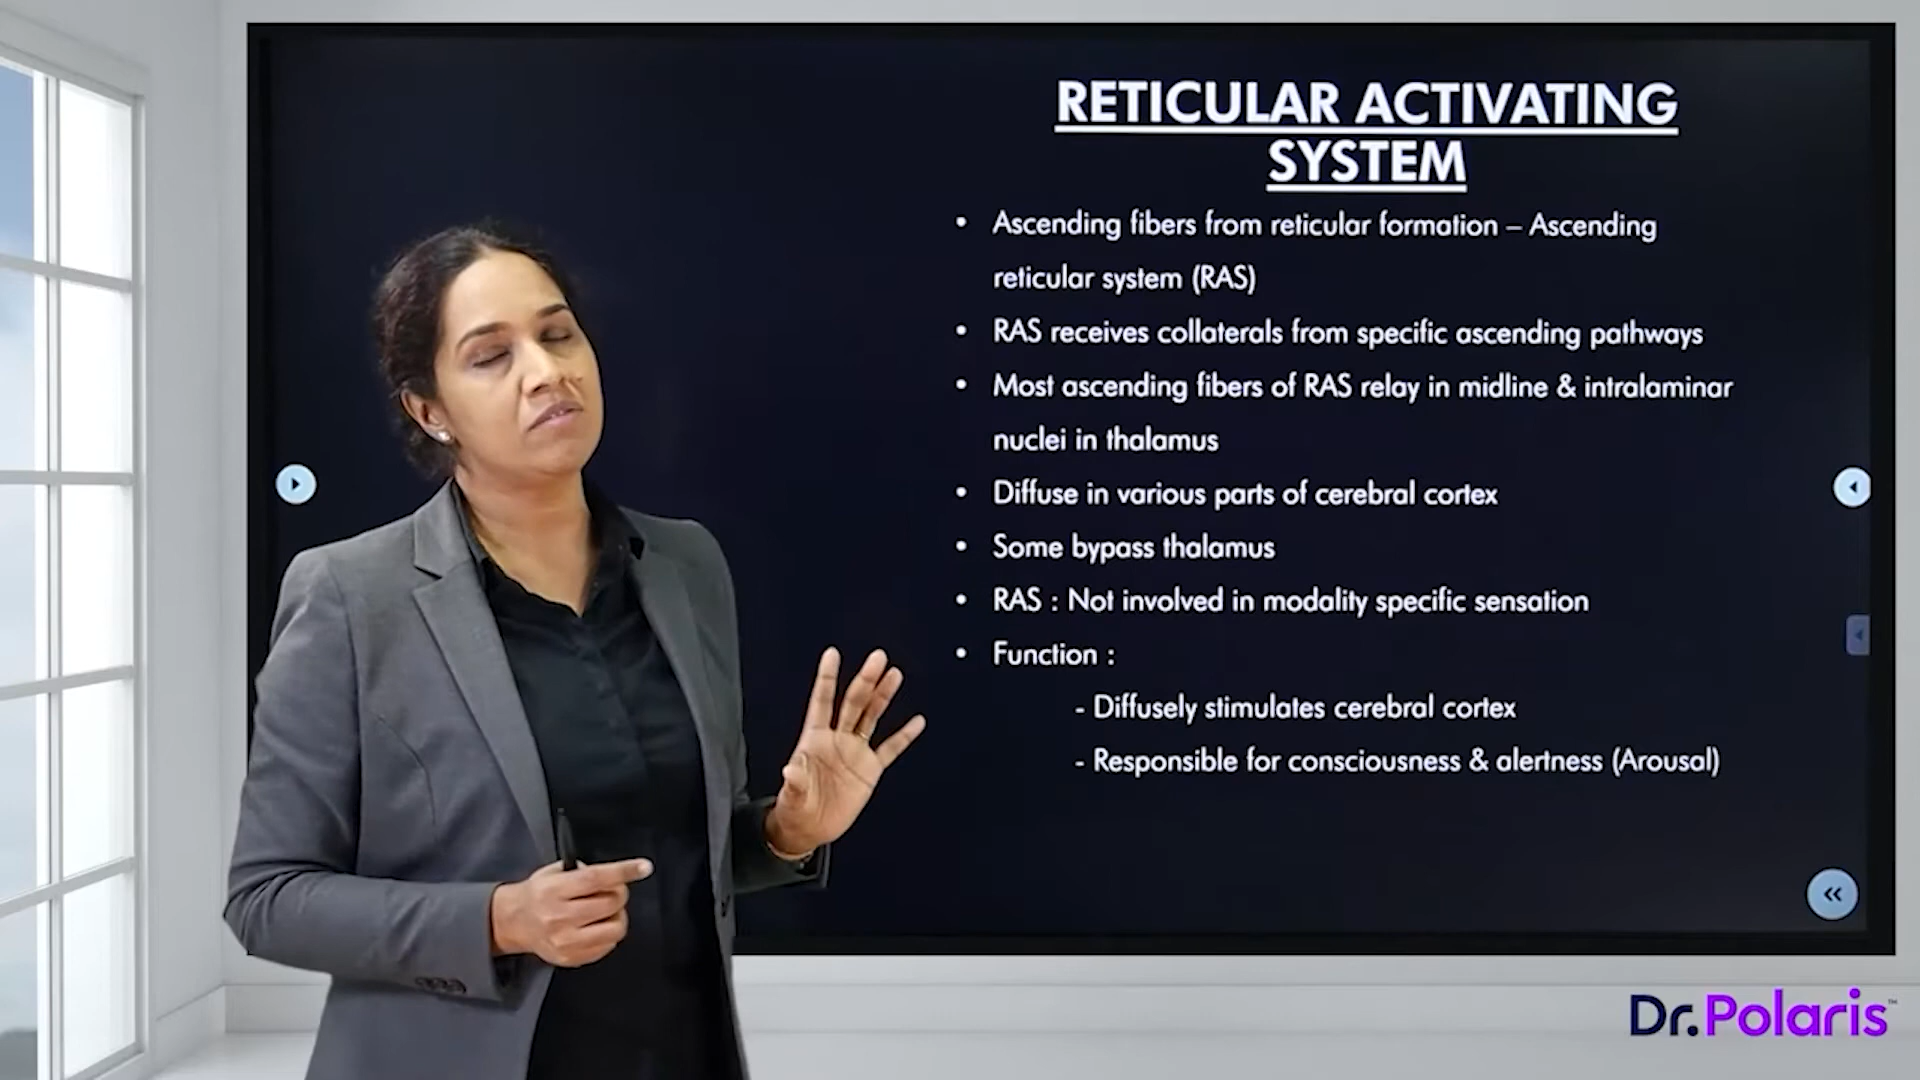 RETICULAR ACTIVATING
SYSTEM
• Ascending fibers from reticular formation – Ascending
reticular system (RAS)
• RAS receives collaterals from specific ascending pathways
• Most ascending fibers of RAS relay in midline & intralaminar
nuclei in thalamus
• Diffuse in various parts of cerebral cortex
• Some bypass thalamus
• RAS : Not involved in modality specific sensation
• Function :
- Diffusely stimulates cerebral cortex
- Responsible for consciousness & alertness (Arousal)
Dr.Polaris™